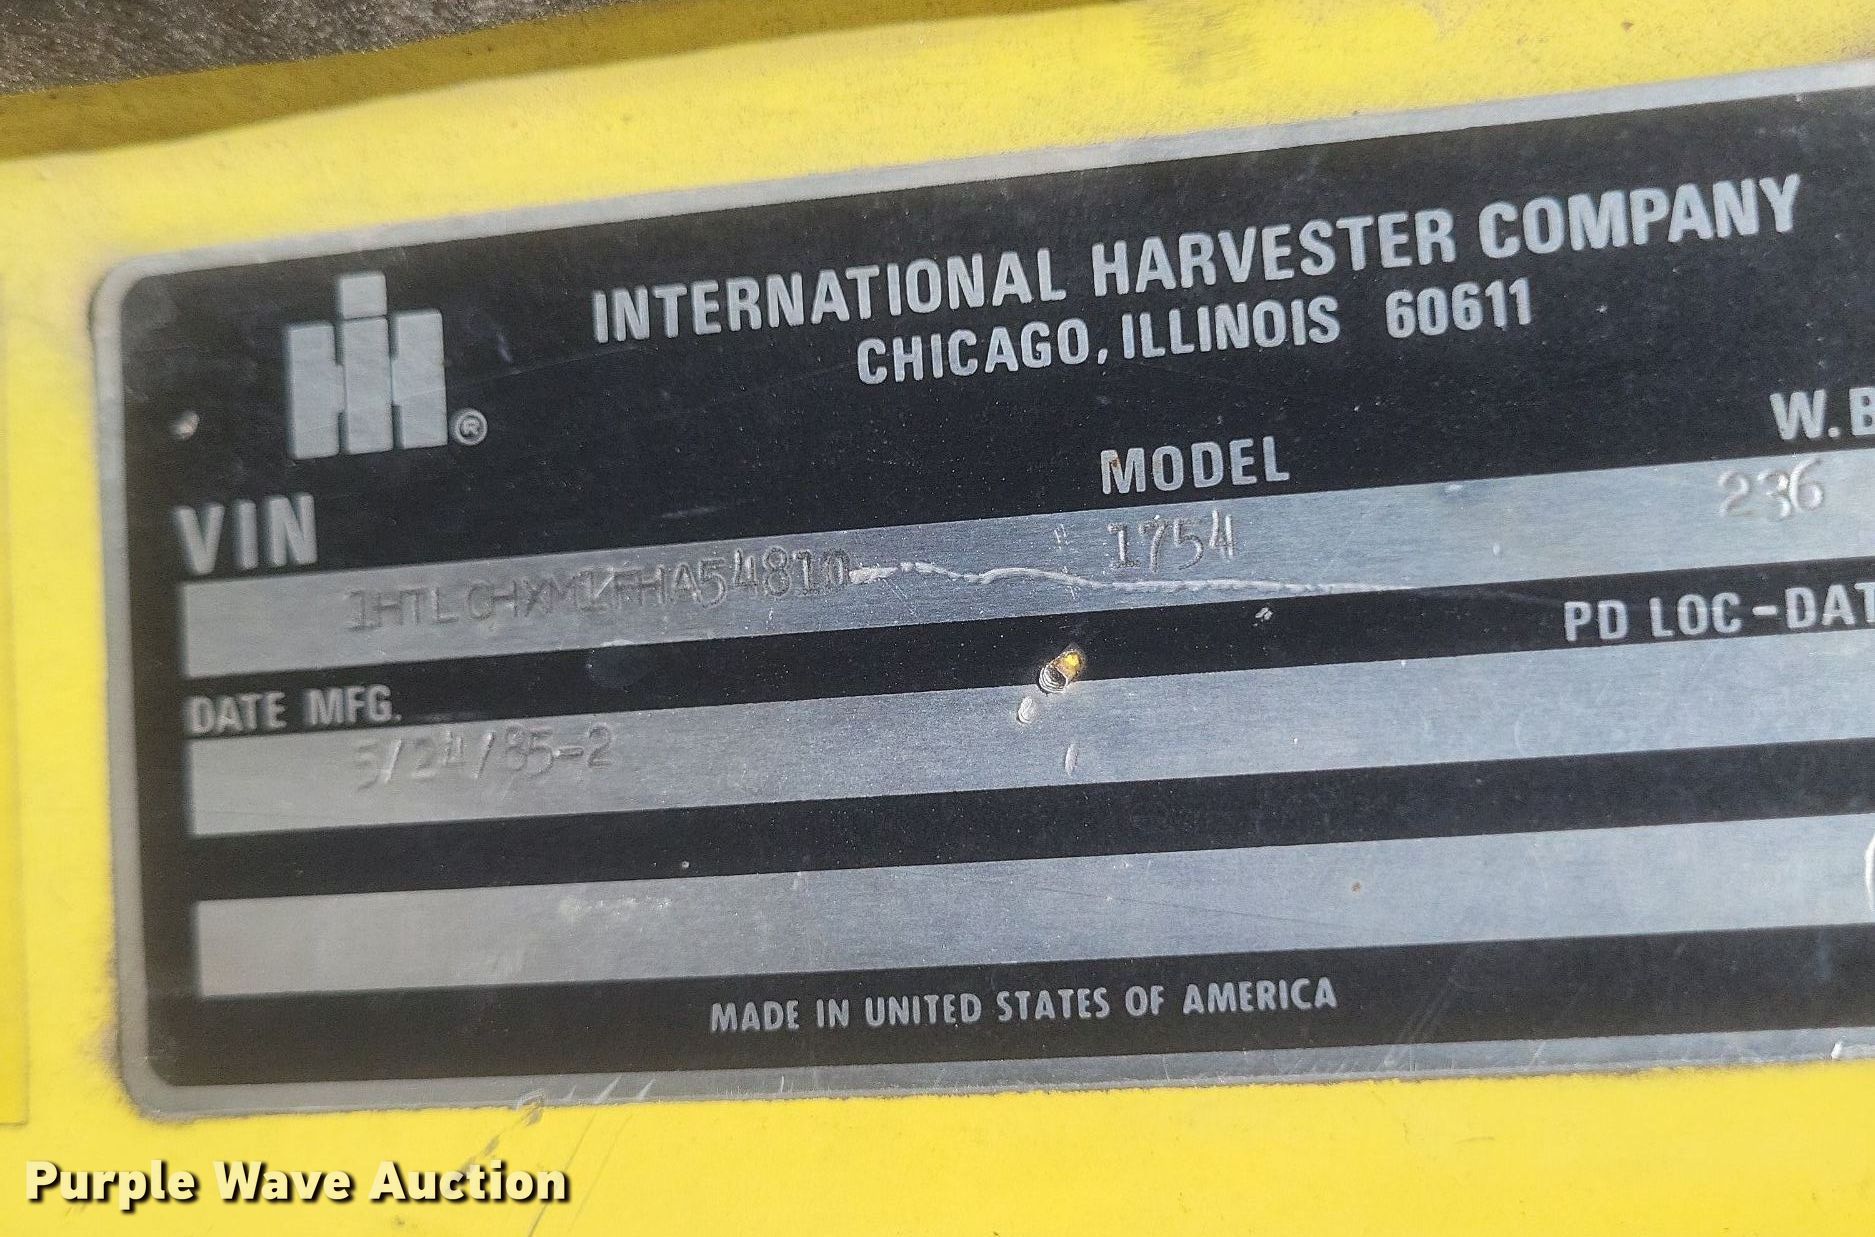 INTERNATIONAL HARVESTER COMPANY
CHICAGO, ILLINOIS 60611
IH®
VIN MODEL W.B
1HTLCHXM1FHA54810 1754 236
DATE MFG. PD LOC-DAT
5/24/85-2
MADE IN UNITED STATES OF AMERICA
Purple Wave Auction